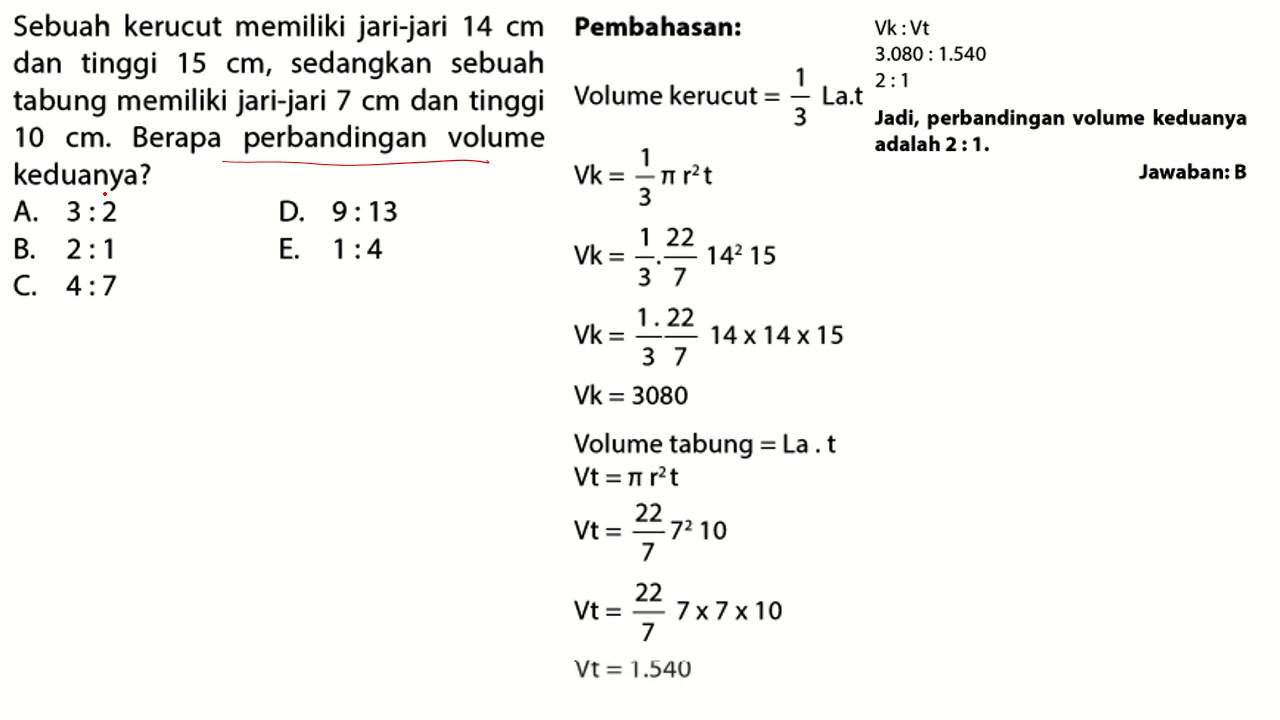 Sebuah kerucut memiliki jari-jari 14 cm
dan tinggi 15 cm, sedangkan sebuah
tabung memiliki jari-jari 7 cm dan tinggi
10 cm. Berapa perbandingan volume
keduanya?
A. 3 : 2
B. 2 : 1
C. 4 : 7
D. 9 : 13
E. 1 : 4
Pembahasan:
Volume kerucut = 1/3 La.t
Vk = 1/3 π r² t
Vk = 1/3 . 22/7 14² 15
Vk = 1/3 . 22/7 14 x 14 x 15
Vk = 3080
Volume tabung = La . t
Vt = π r² t
Vt = 22/7 7² 10
Vt = 22/7 7 x 7 x 10
Vt = 1.540
Vk : Vt
3.080 : 1.540
2 : 1
Jadi, perbandingan volume keduanya
adalah 2 : 1.
Jawaban: B